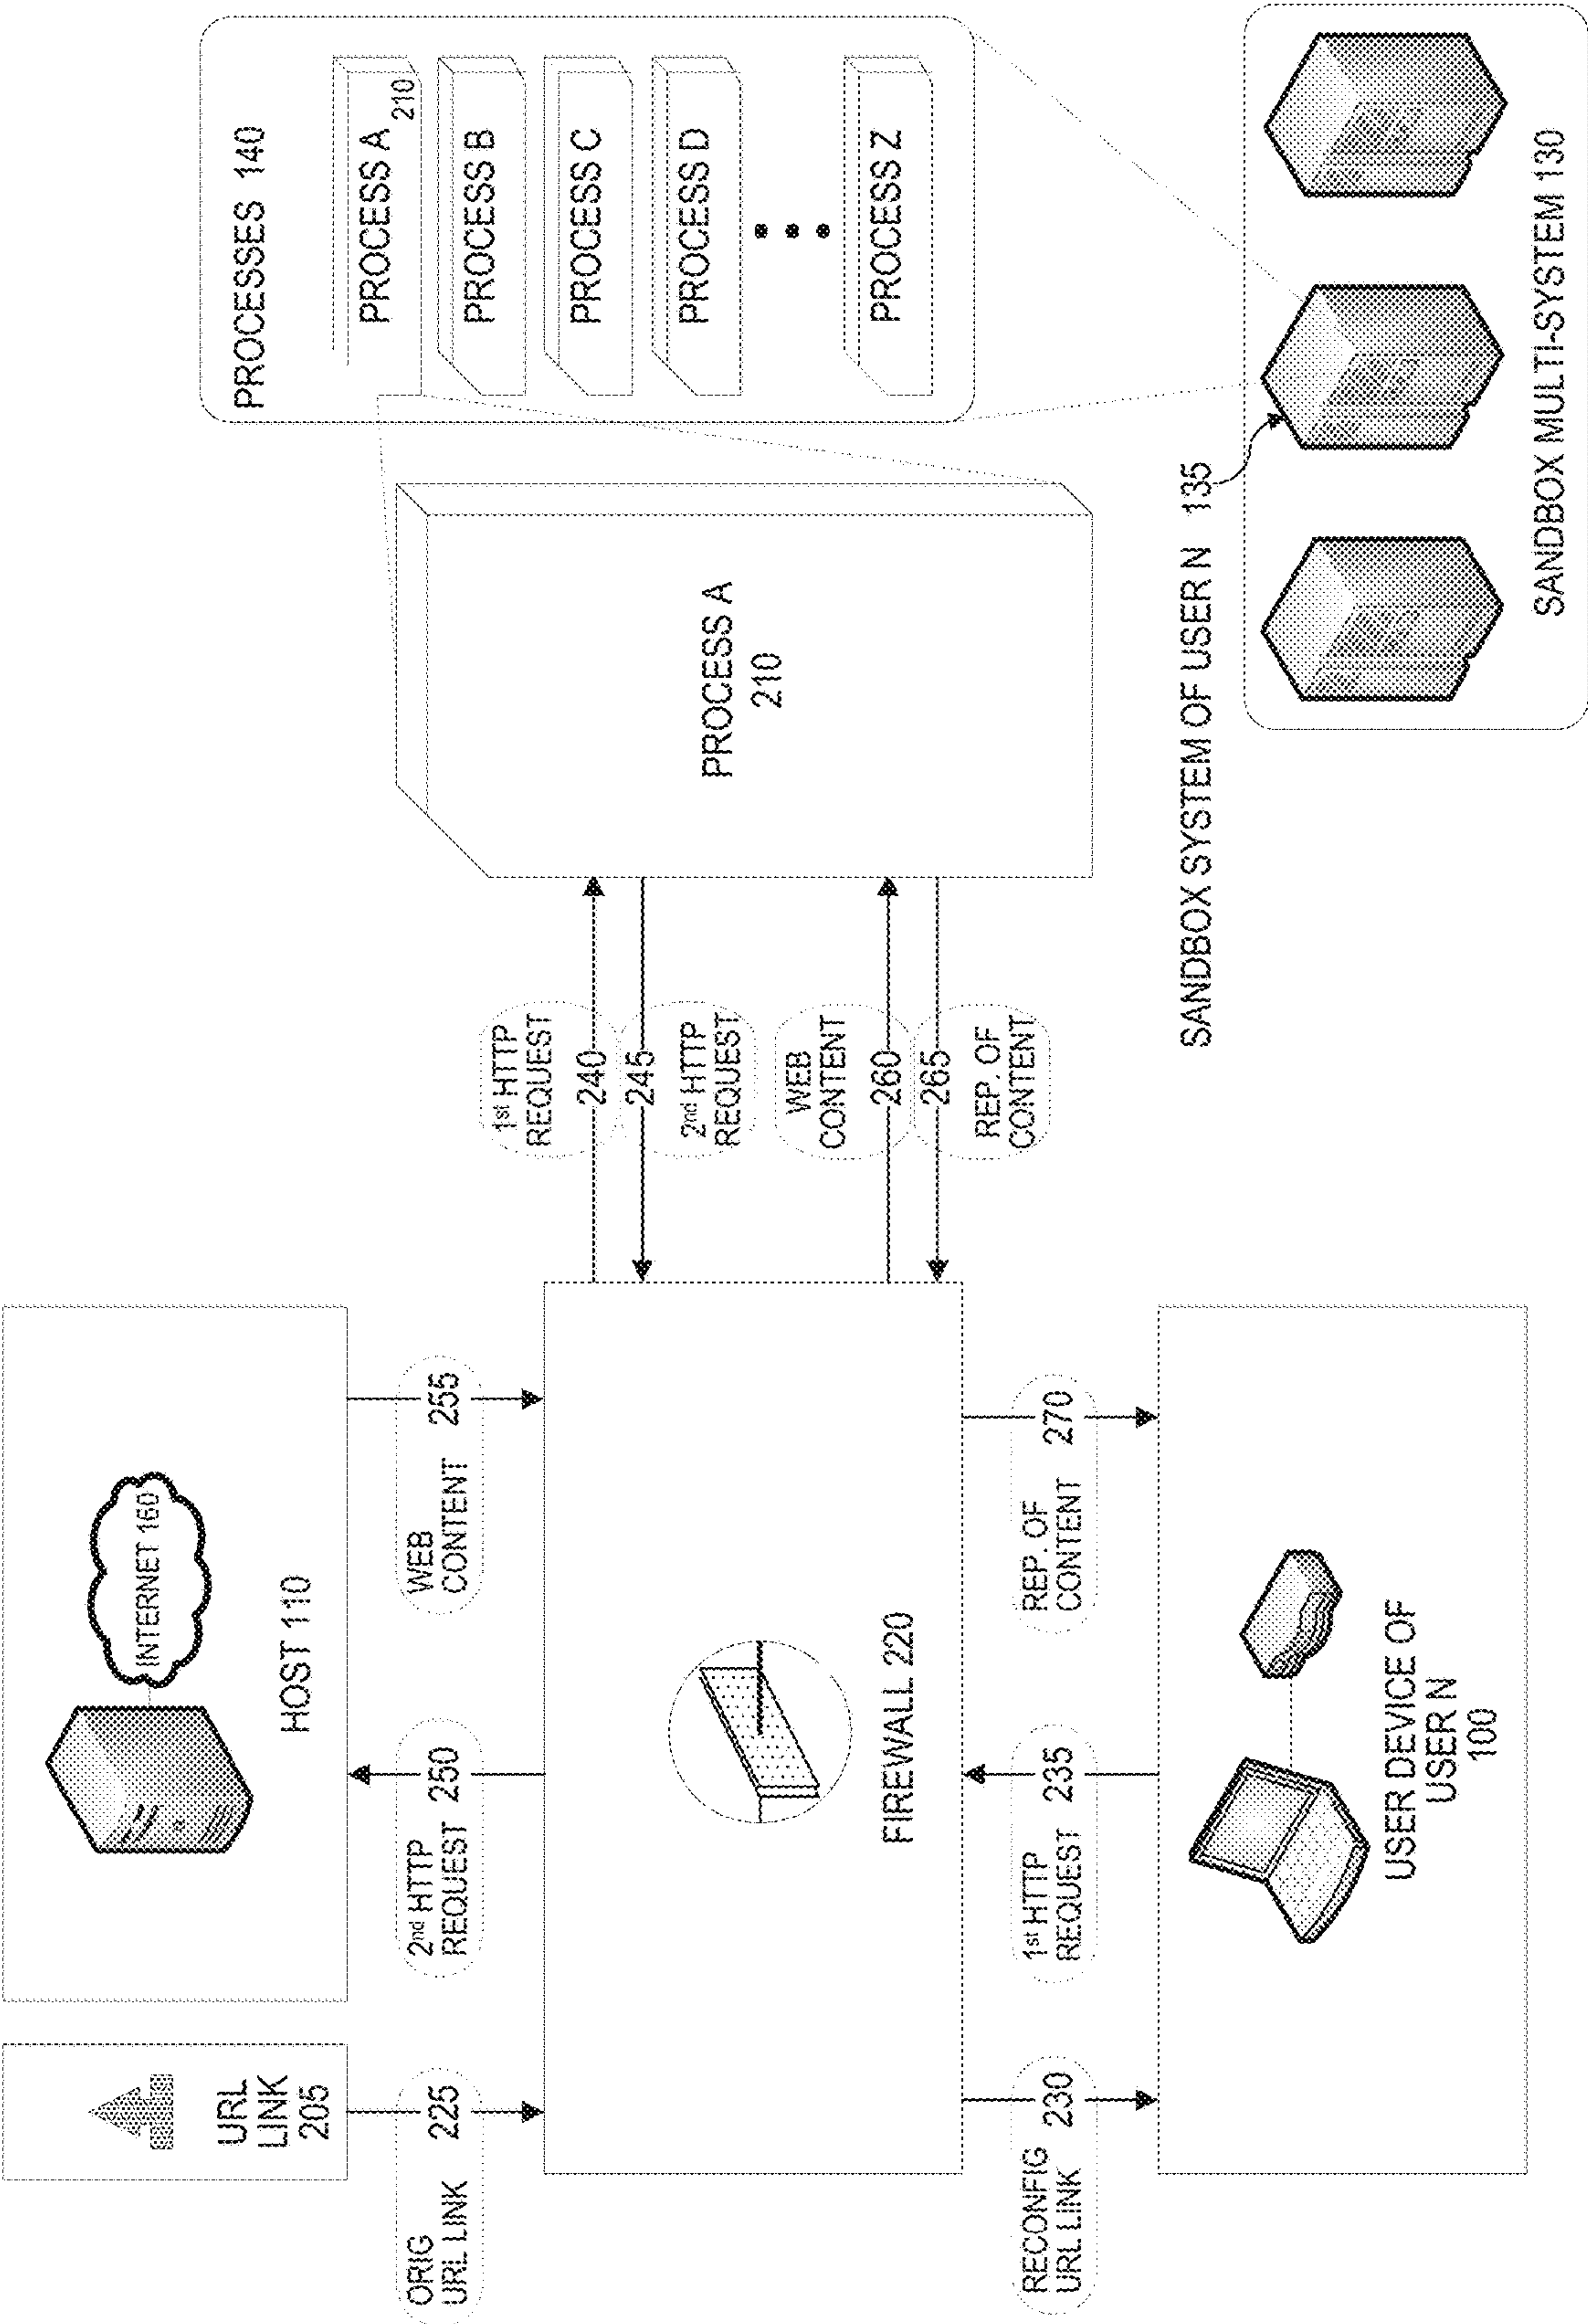 URL
LINK
205
INTERNET 160
HOST 110
ORIG
URL LINK 225
2nd HTTP
REQUEST 250
WEB
CONTENT 255
FIREWALL 220
RECONFIG
URL LINK 230
1st HTTP
REQUEST 235
REP. OF
CONTENT 270
USER DEVICE OF
USER N
100
1st HTTP
REQUEST
240
245
2nd HTTP
REQUEST
WEB
CONTENT
260
265
REP. OF
CONTENT
PROCESS A
210
PROCESSES 140
PROCESS A
210
PROCESS B
PROCESS C
PROCESS D
PROCESS Z
SANDBOX SYSTEM OF USER N 135
SANDBOX MULTI-SYSTEM 130